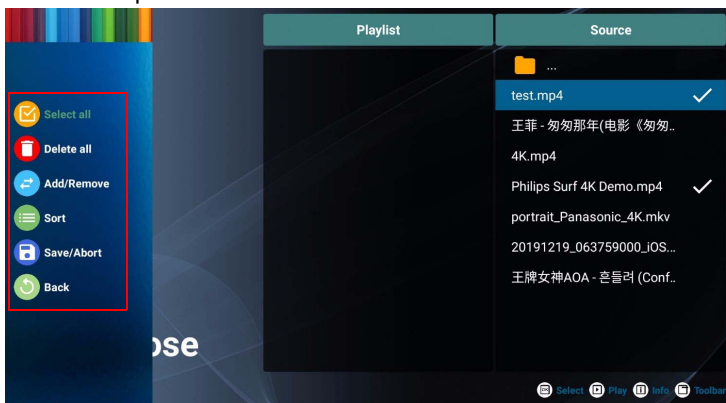 Select all
Delete all
Add/Remove
Sort
Save/Abort
Back
ose
Playlist
Source
...
test.mp4
王菲 - 匆匆那年(电影《匆匆..
4K.mp4
Philips Surf 4K Demo.mp4
portrait_Panasonic_4K.mkv
20191219_063759000_iOS...
王牌女神AOA - 흔들려 (Conf..
Select Play Info Toolbar